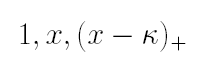 1, x, (x − κ)₊